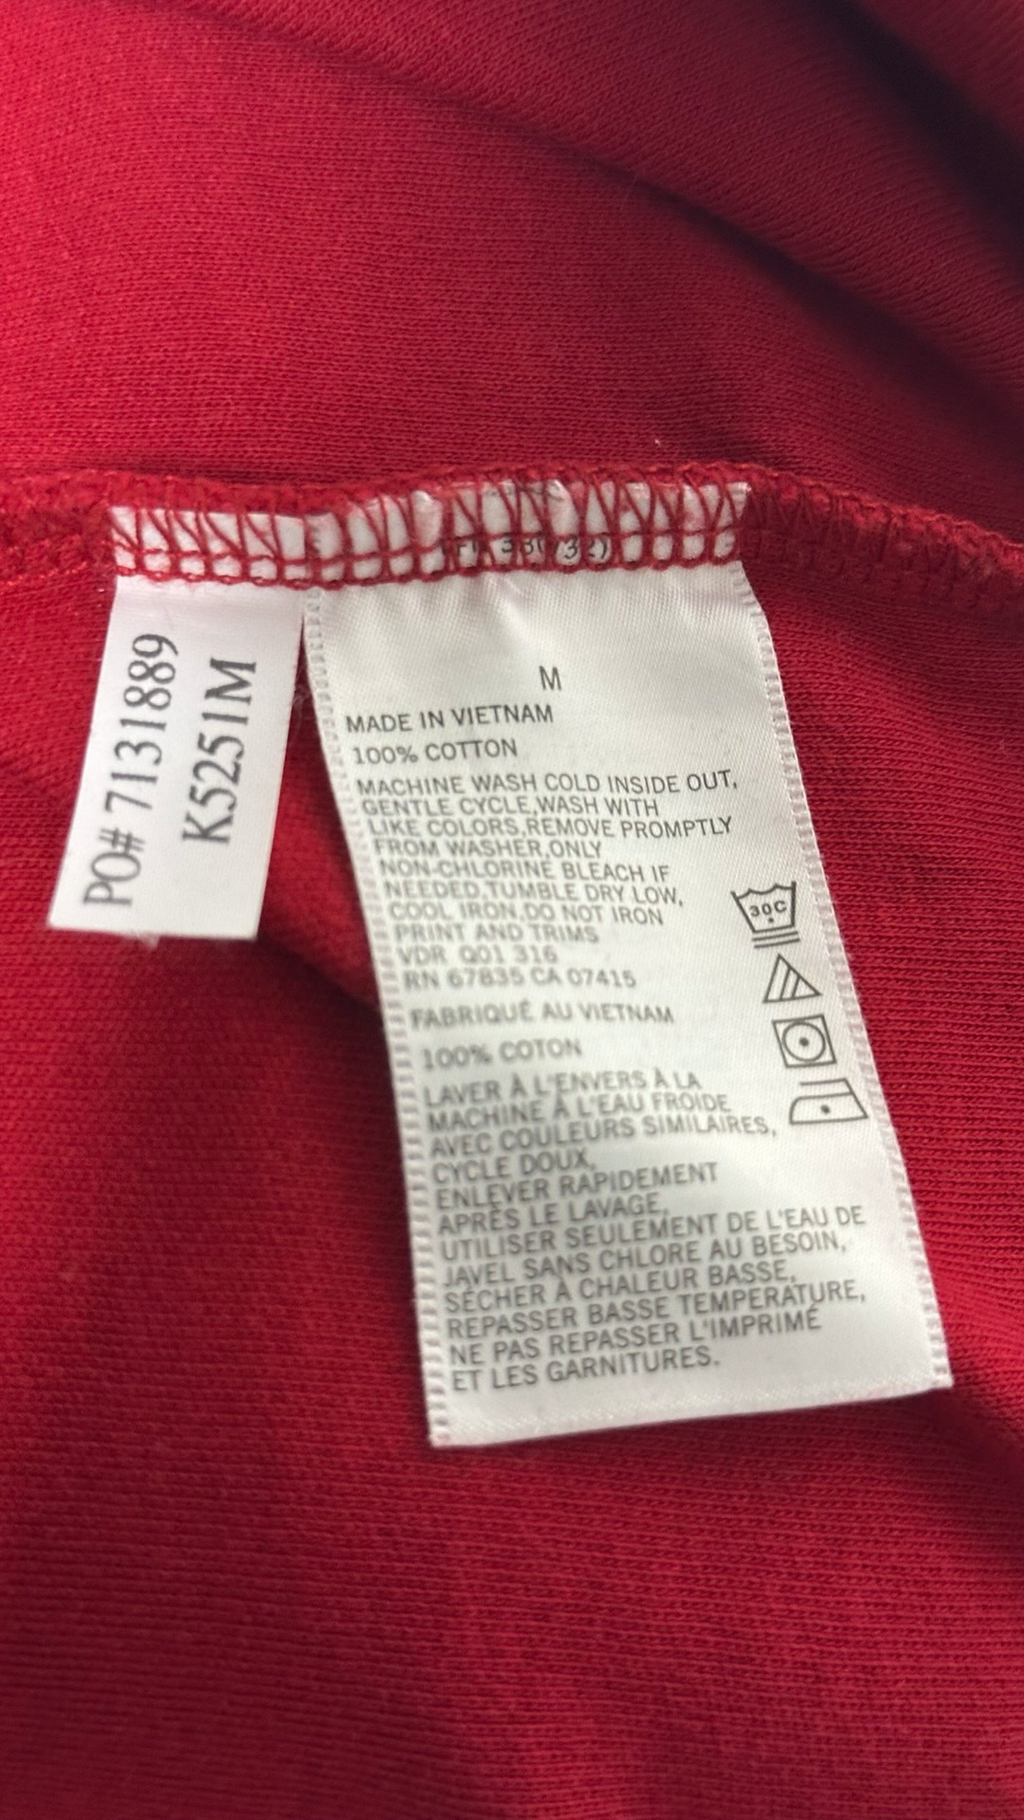 PO# 7131889
K5251M
M
MADE IN VIETNAM
100% COTTON
MACHINE WASH COLD INSIDE OUT,
GENTLE CYCLE,WASH WITH
LIKE COLORS,REMOVE PROMPTLY
FROM WASHER,ONLY
NON-CHLORINE BLEACH IF
NEEDED,TUMBLE DRY LOW,
COOL IRON,DO NOT IRON
PRINT AND TRIMS
VDR Q01 316
RN 67835 CA 07415
30C
FABRIQUÉ AU VIETNAM
100% COTON
LAVER À L'ENVERS À LA
MACHINE À L'EAU FROIDE
AVEC COULEURS SIMILAIRES,
CYCLE DOUX,
ENLEVER RAPIDEMENT
APRÈS LE LAVAGE,
UTILISER SEULEMENT DE L'EAU DE
JAVEL SANS CHLORE AU BESOIN,
SÉCHER À CHALEUR BASSE,
REPASSER BASSE TEMPERATURE,
NE PAS REPASSER L'IMPRIMÉ
ET LES GARNITURES.